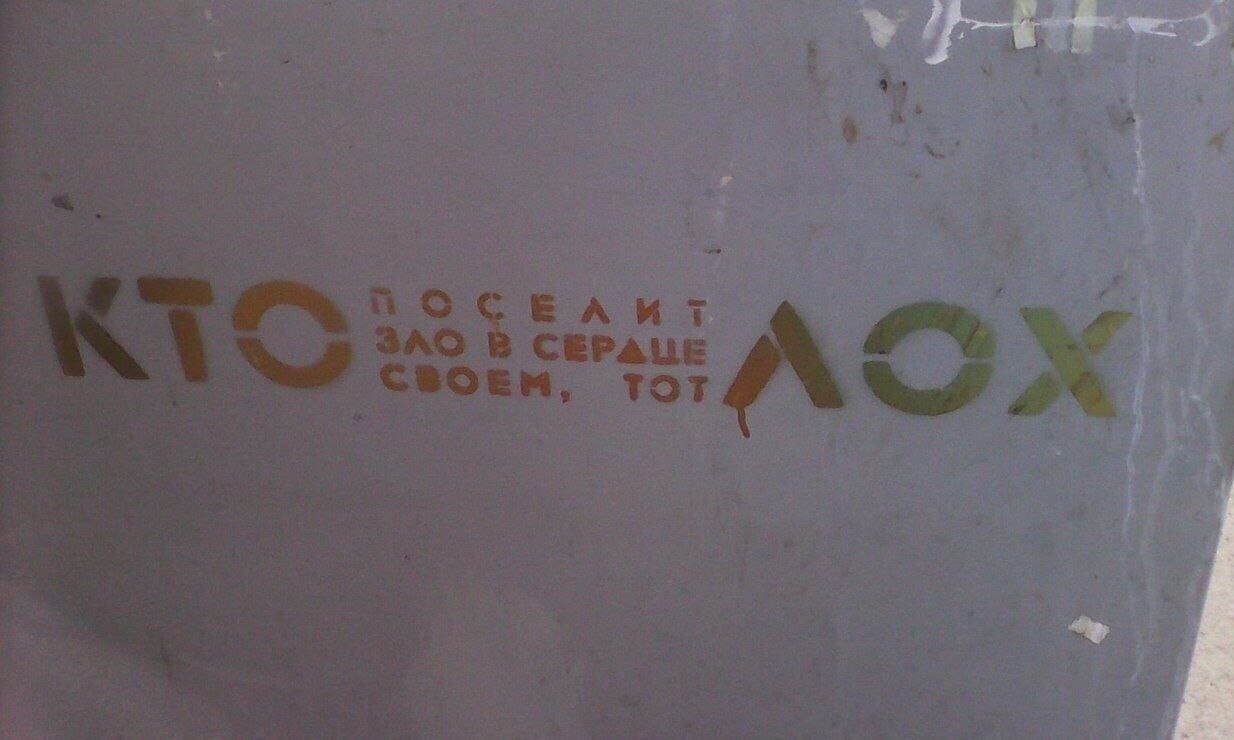 КТО
ПОСЕЛИТ
ЗЛО В СЕРДЦЕ
СВОЕМ, ТОТ
ЛОХ